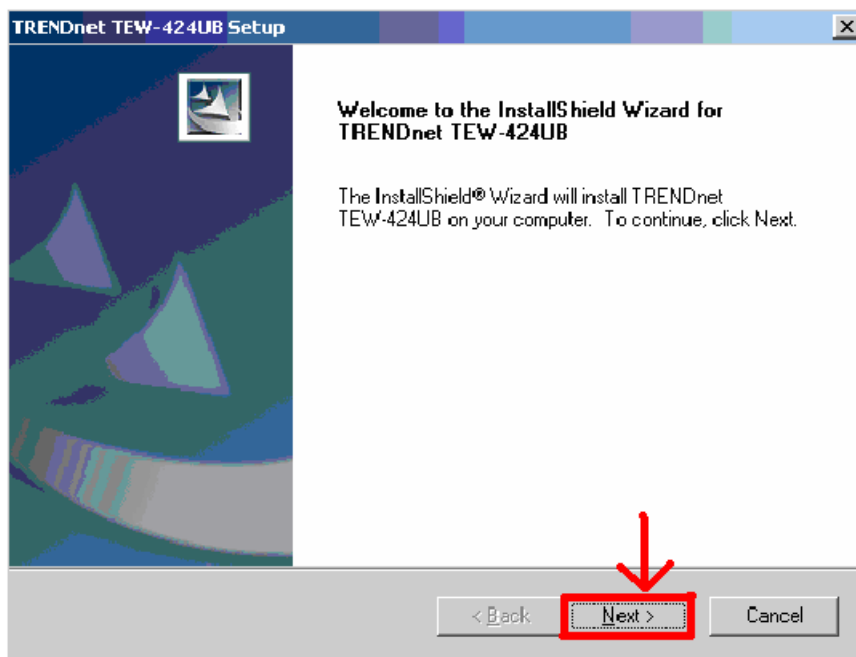 TRENDnet TEW-424UB Setup
Welcome to the InstallShield Wizard for
TRENDnet TEW-424UB
The InstallShield® Wizard will install TRENDnet
TEW-424UB on your computer. To continue, click Next.
< Back
Next >
Cancel